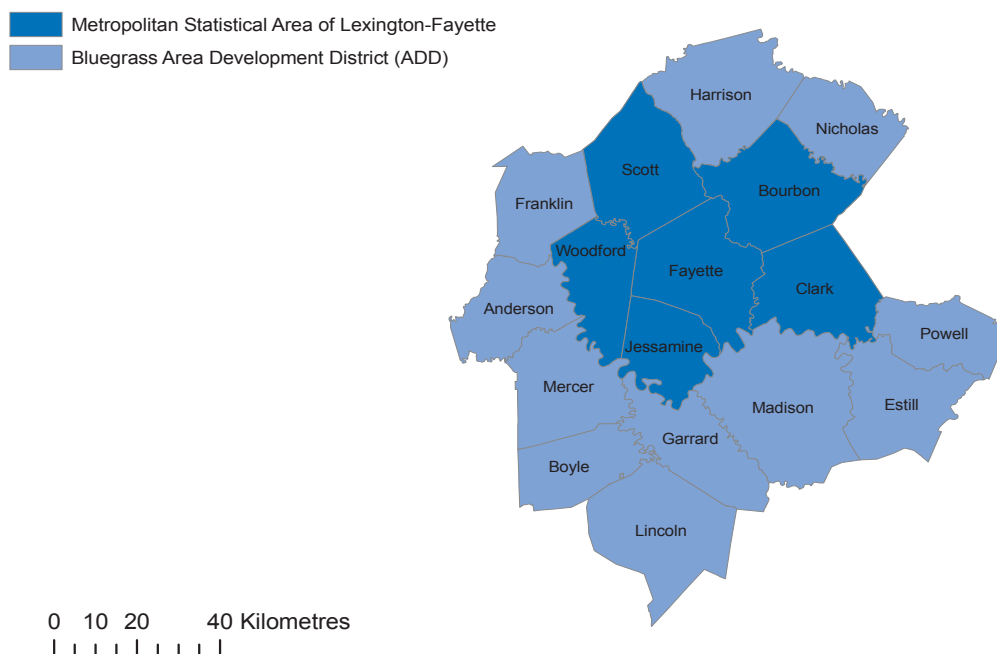 Metropolitan Statistical Area of Lexington-Fayette
Bluegrass Area Development District (ADD)
Harrison
Nicholas
Scott
Bourbon
Franklin
Woodford
Fayette
Clark
Anderson
Powell
Jessamine
Mercer
Madison
Estill
Garrard
Boyle
Lincoln
0 10 20 40 Kilometres